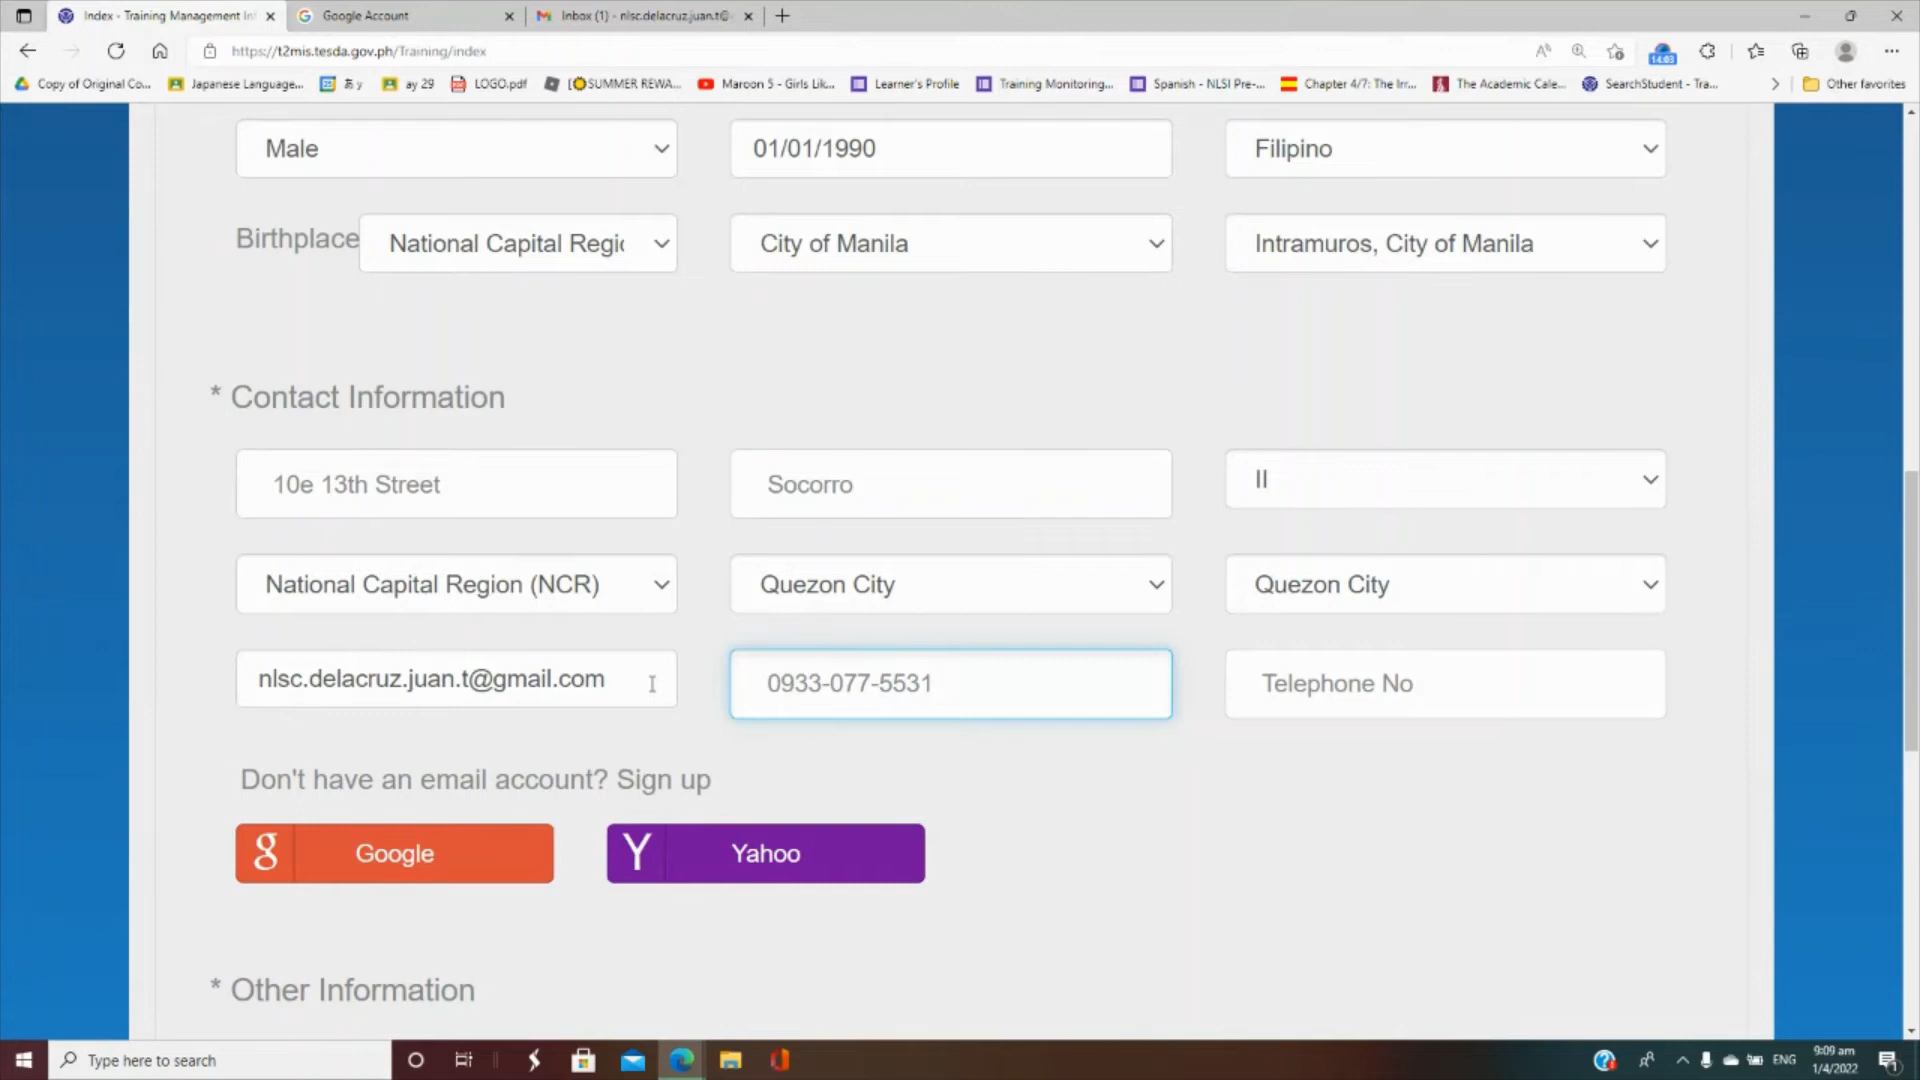 Index - Training Management In
Google Account
Inbox (1) - nlsc.delacruz.juan.t@
https://t2mis.tesda.gov.ph/Training/index
14:03
Copy of Original Co...
Japanese Language...
あ y
ay 29
LOGO.pdf
SUMMER REWA...
Maroon 5 - Girls Lik...
Learner's Profile
Training Monitoring...
Spanish - NLSI Pre-...
Chapter 4/7: The Irr...
The Academic Cale...
SearchStudent - Tra...
Other favorites
Male
01/01/1990
Filipino
Birthplace
National Capital Regic
City of Manila
Intramuros, City of Manila
* Contact Information
10e 13th Street
Socorro
II
National Capital Region (NCR)
Quezon City
Quezon City
nlsc.delacruz.juan.t@gmail.com
0933-077-5531
Telephone No
Don't have an email account? Sign up
g Google
Y Yahoo
* Other Information
Type here to search
ENG
9:09 am
1/4/2022